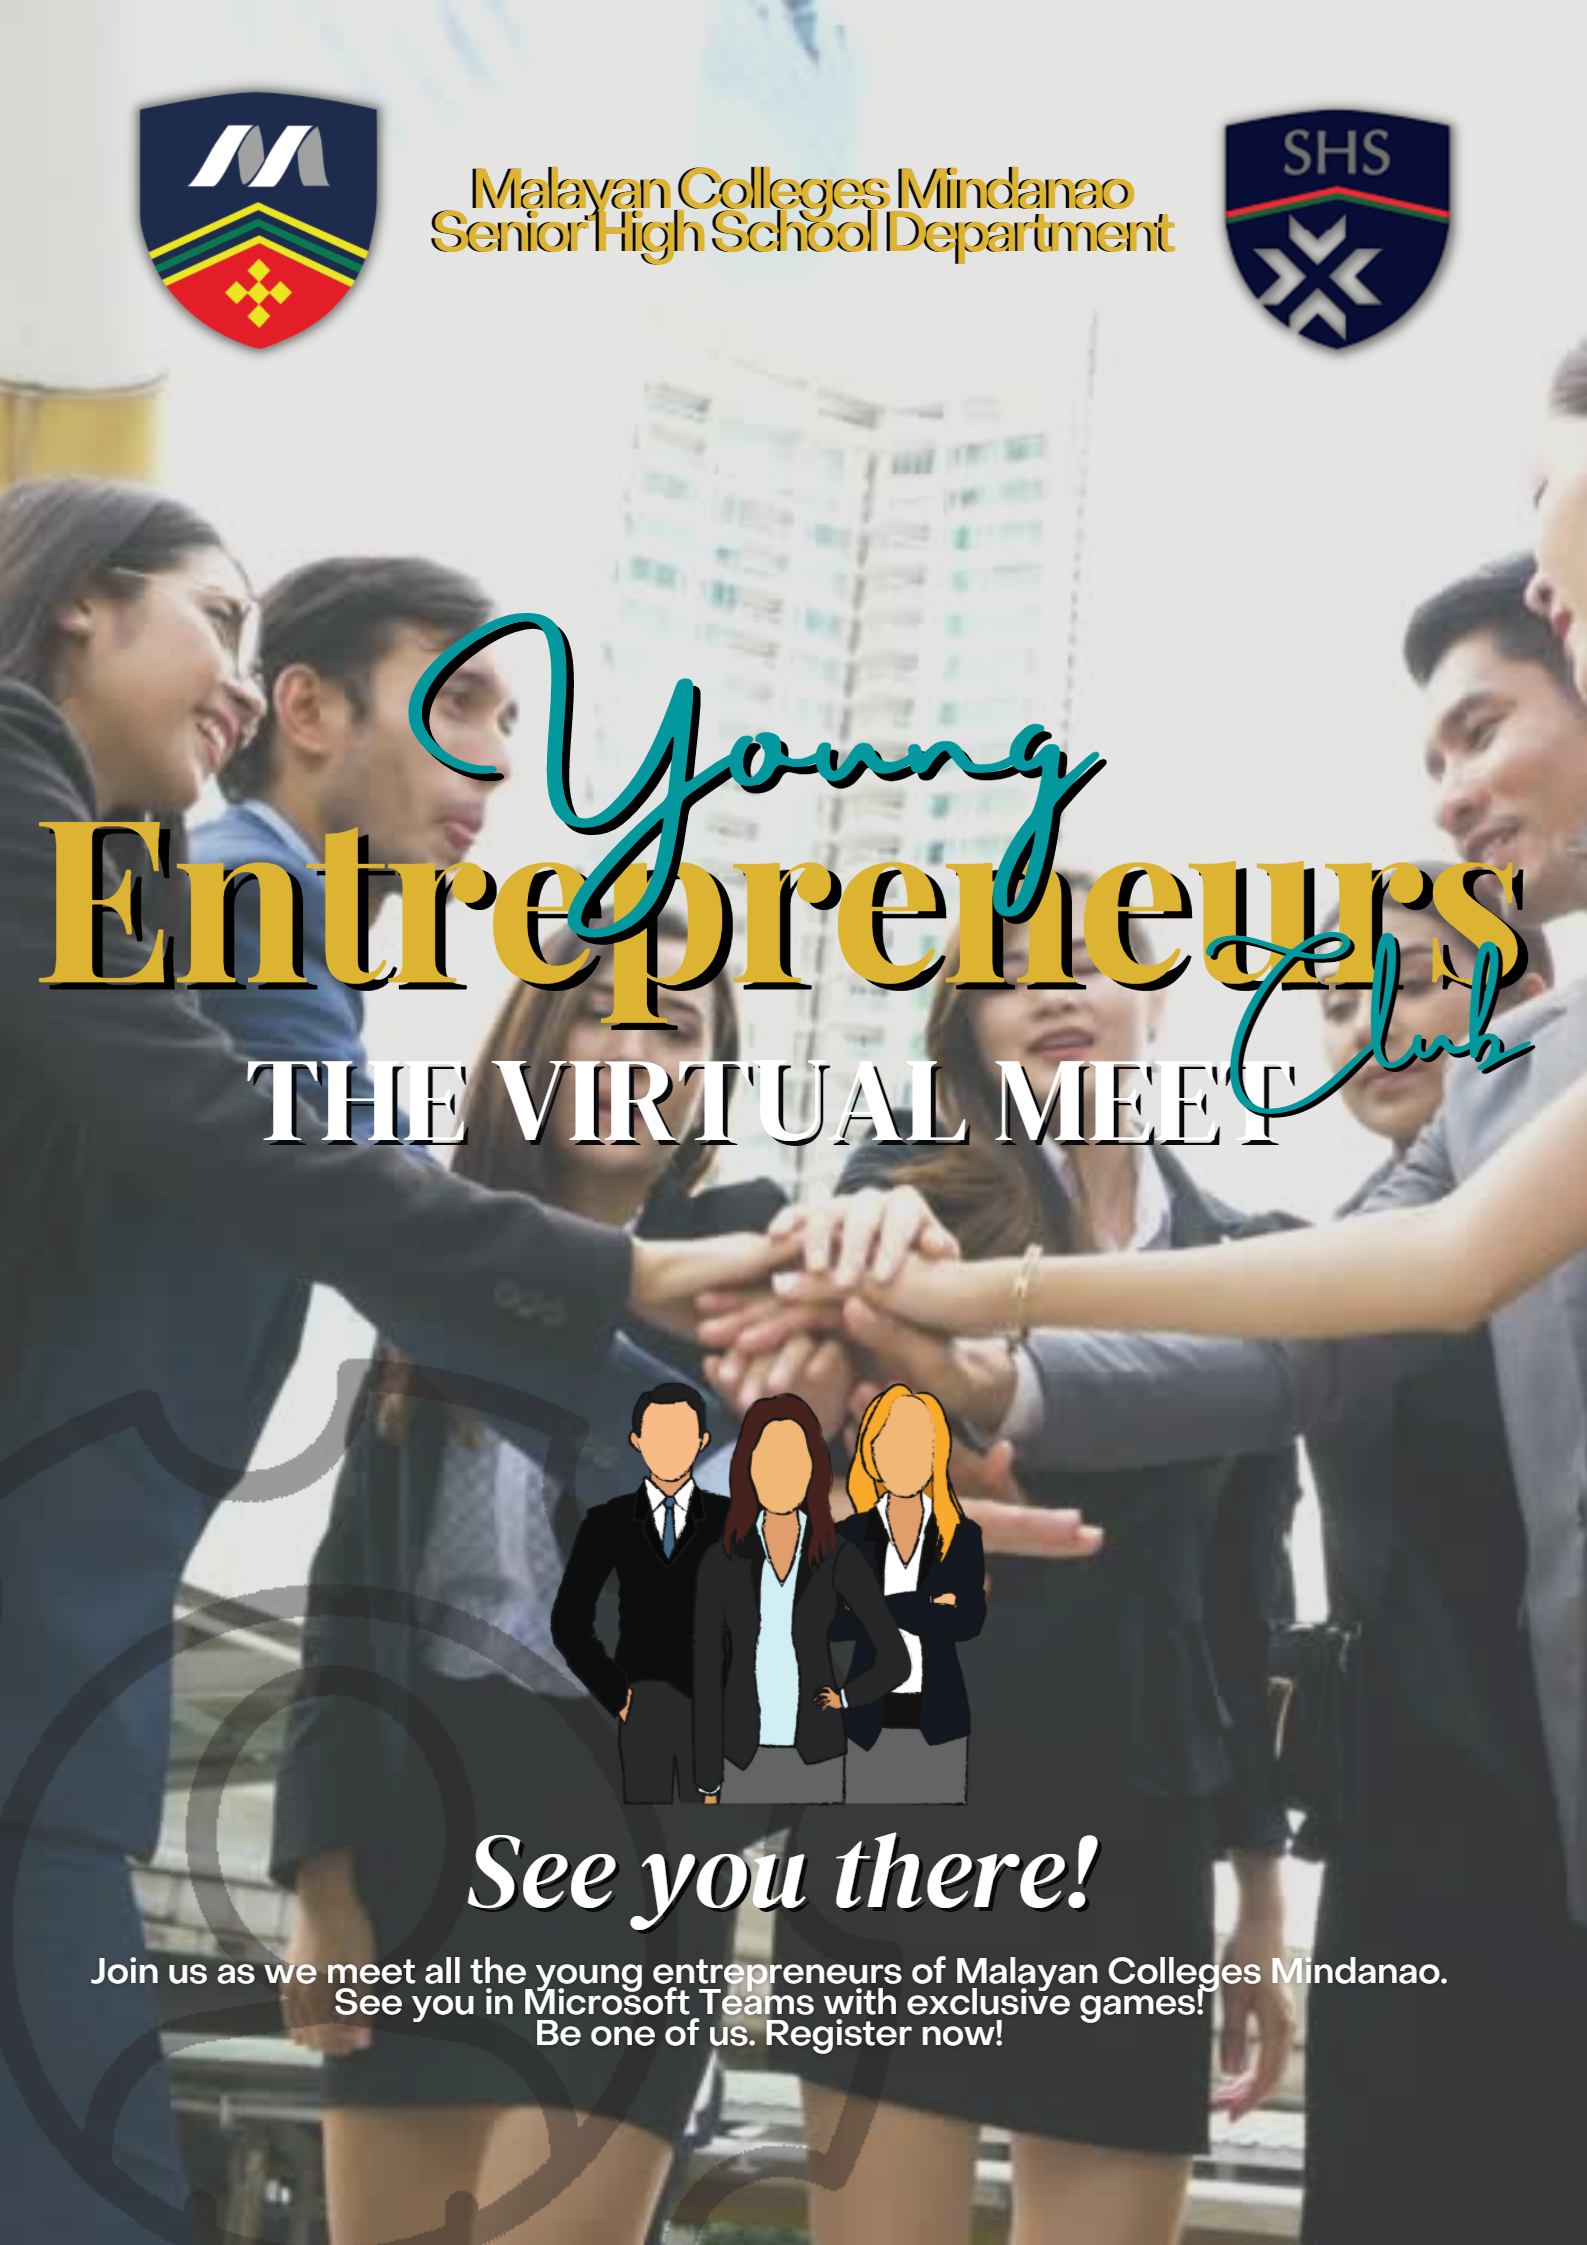 SHS
Malayan Colleges Mindanao
Senior High School Department
Young
Entrepreneurs
Club
THE VIRTUAL MEET
See you there!
Join us as we meet all the young entrepreneurs of Malayan Colleges Mindanao.
See you in Microsoft Teams with exclusive games!
Be one of us. Register now!